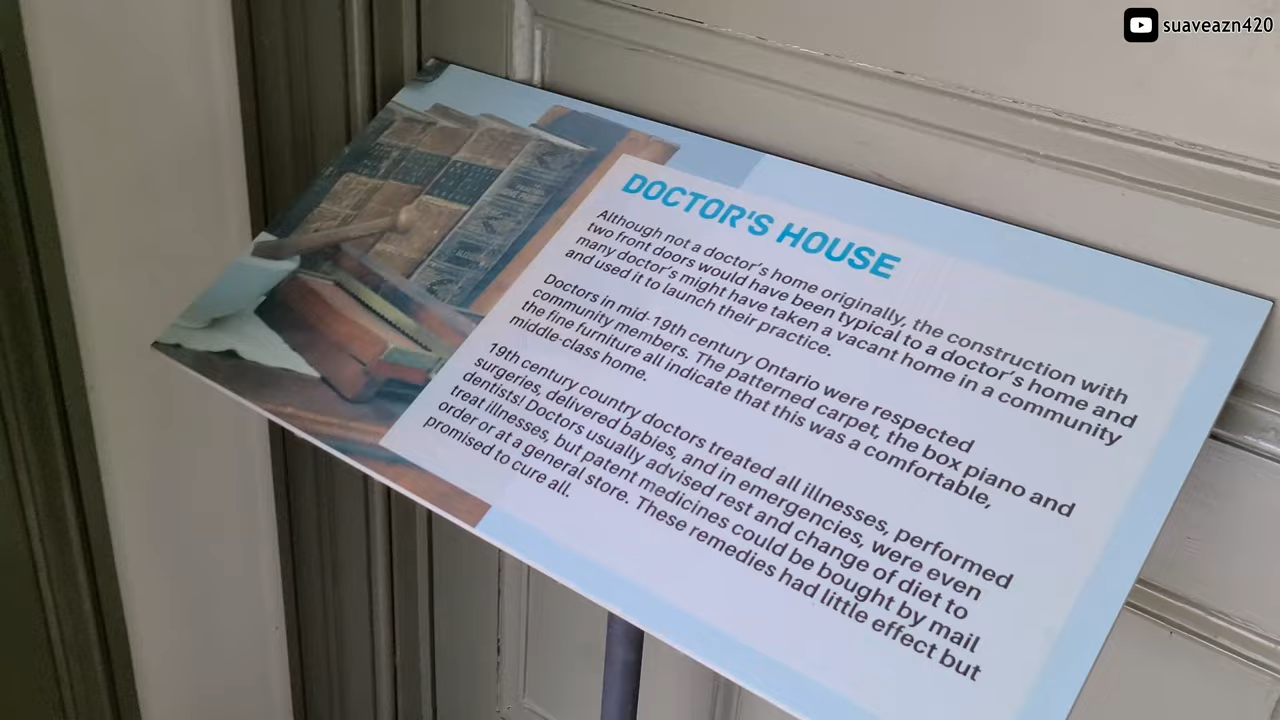 suaveazn420
DOCTOR'S HOUSE
Although not a doctor's home originally, the construction with
two front doors would have been typical to a doctor's home and
many doctor's might have taken a vacant home in a community
and used it to launch their practice.
Doctors in mid-19th century Ontario were respected
community members. The patterned carpet, the box piano and
the fine furniture all indicate that this was a comfortable,
middle-class home.
19th century country doctors treated all illnesses, performed
surgeries, delivered babies, and in emergencies, were even
dentists! Doctors usually advised rest and change of diet to
treat illnesses, but patent medicines could be bought by mail
order or at a general store. These remedies had little effect but
promised to cure all.